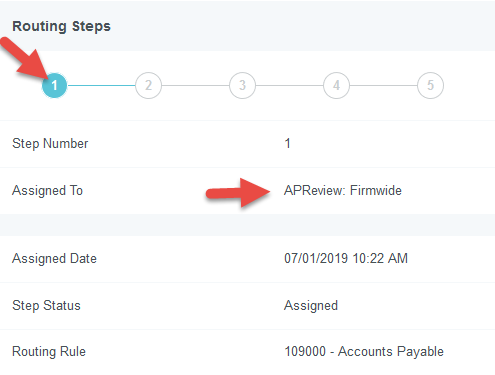 Routing Steps
1 2 3 4 5
Step Number 1
Assigned To APReview: Firmwide
Assigned Date 07/01/2019 10:22 AM
Step Status Assigned
Routing Rule 109000 - Accounts Payable